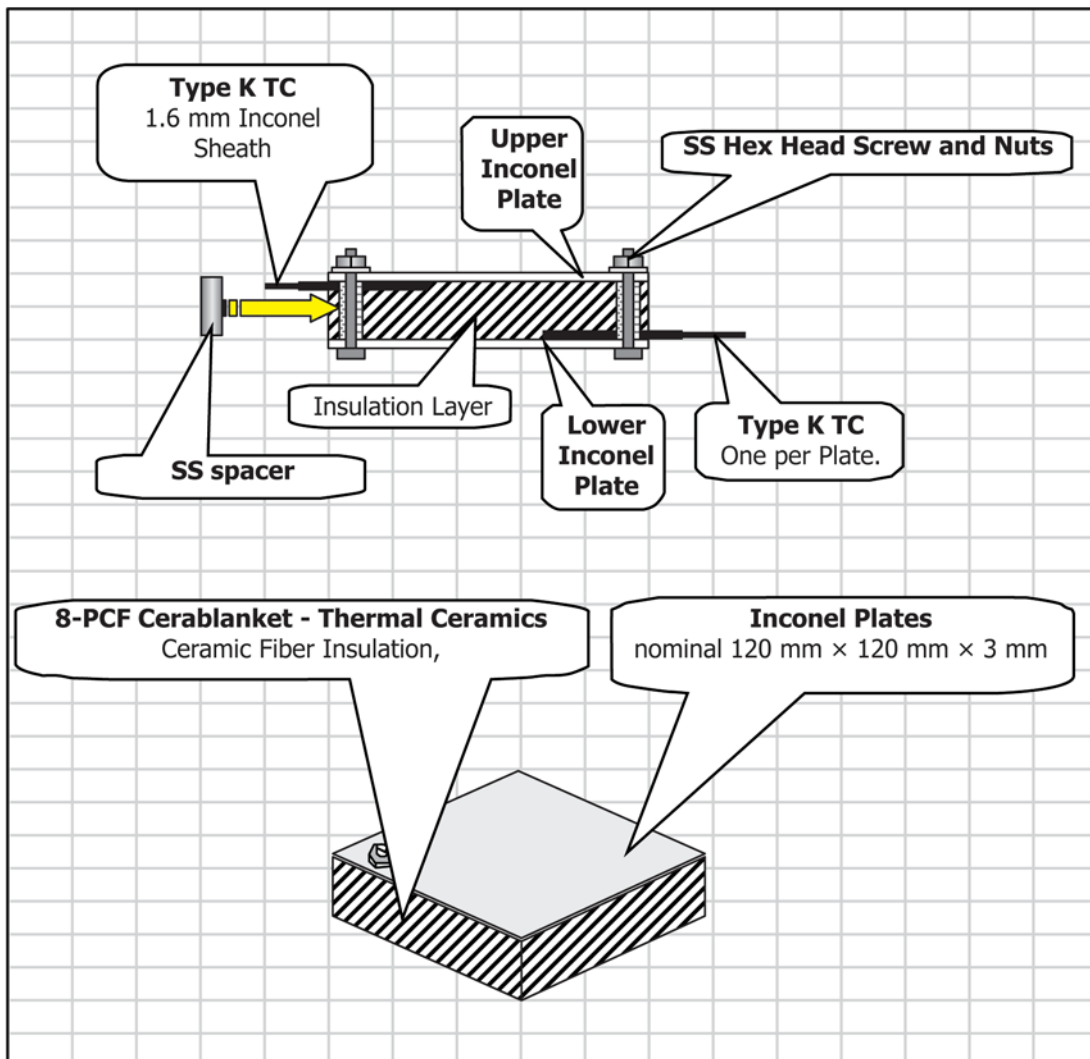 Type K TC
1.6 mm Inconel
Sheath
Upper
Inconel
Plate
SS Hex Head Screw and Nuts
Insulation Layer
SS spacer
Lower
Inconel
Plate
Type K TC
One per Plate.
8-PCF Cerablanket - Thermal Ceramics
Ceramic Fiber Insulation,
Inconel Plates
nominal 120 mm × 120 mm × 3 mm